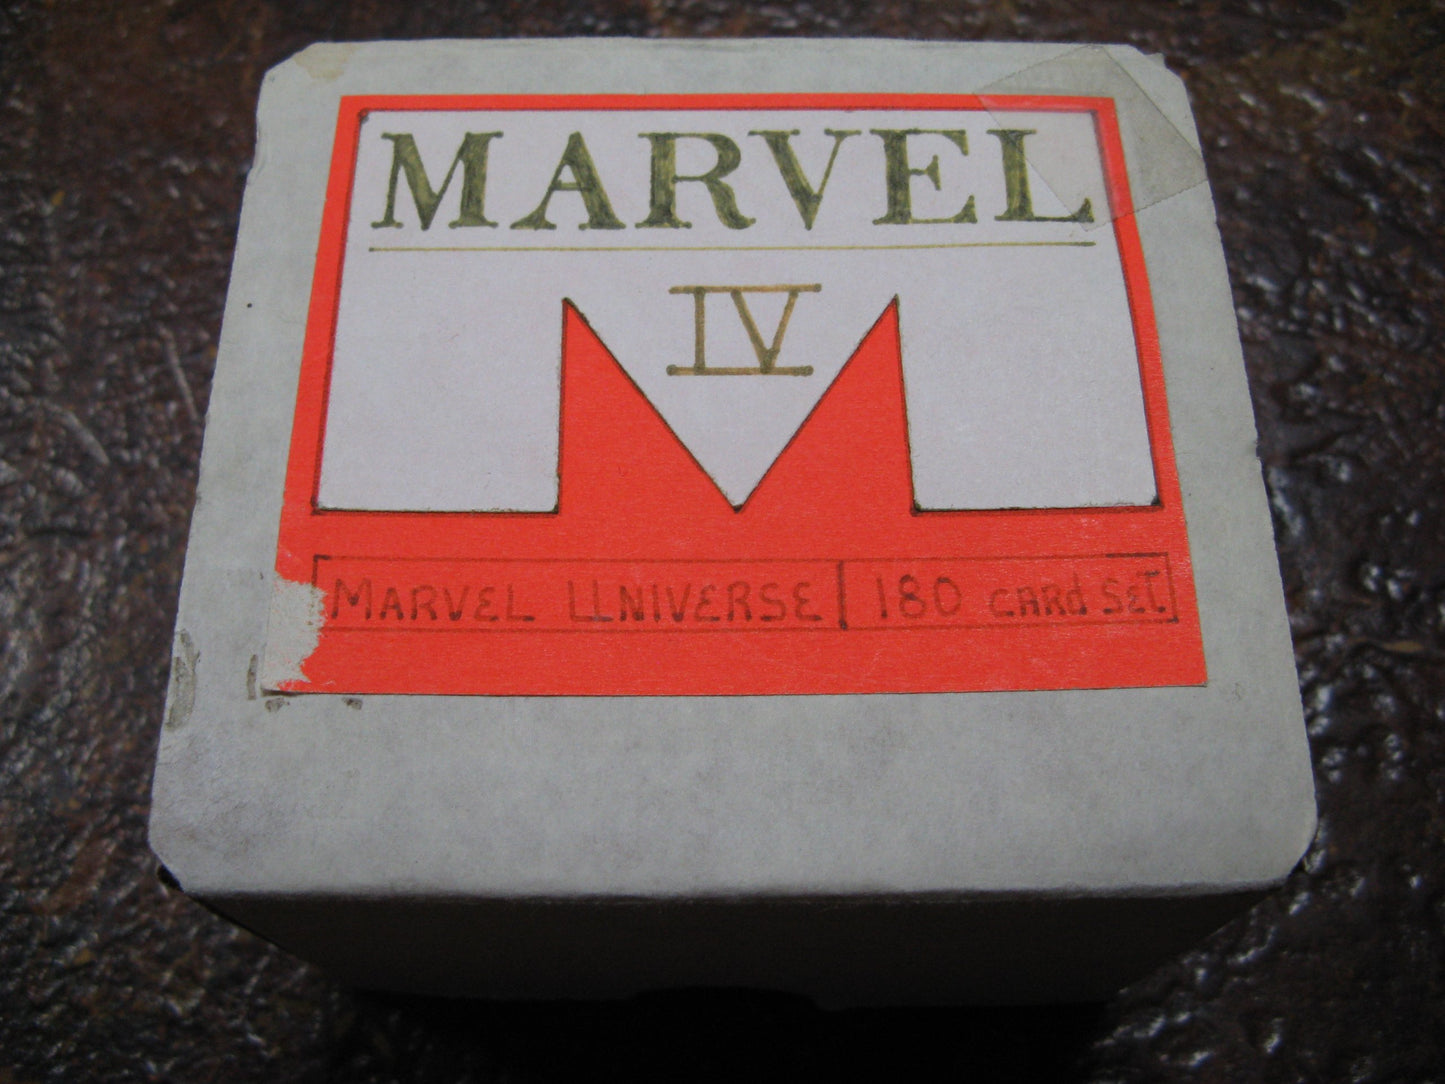 MARVEL
IV
MARVEL UNIVERSE | 180 CARd SET